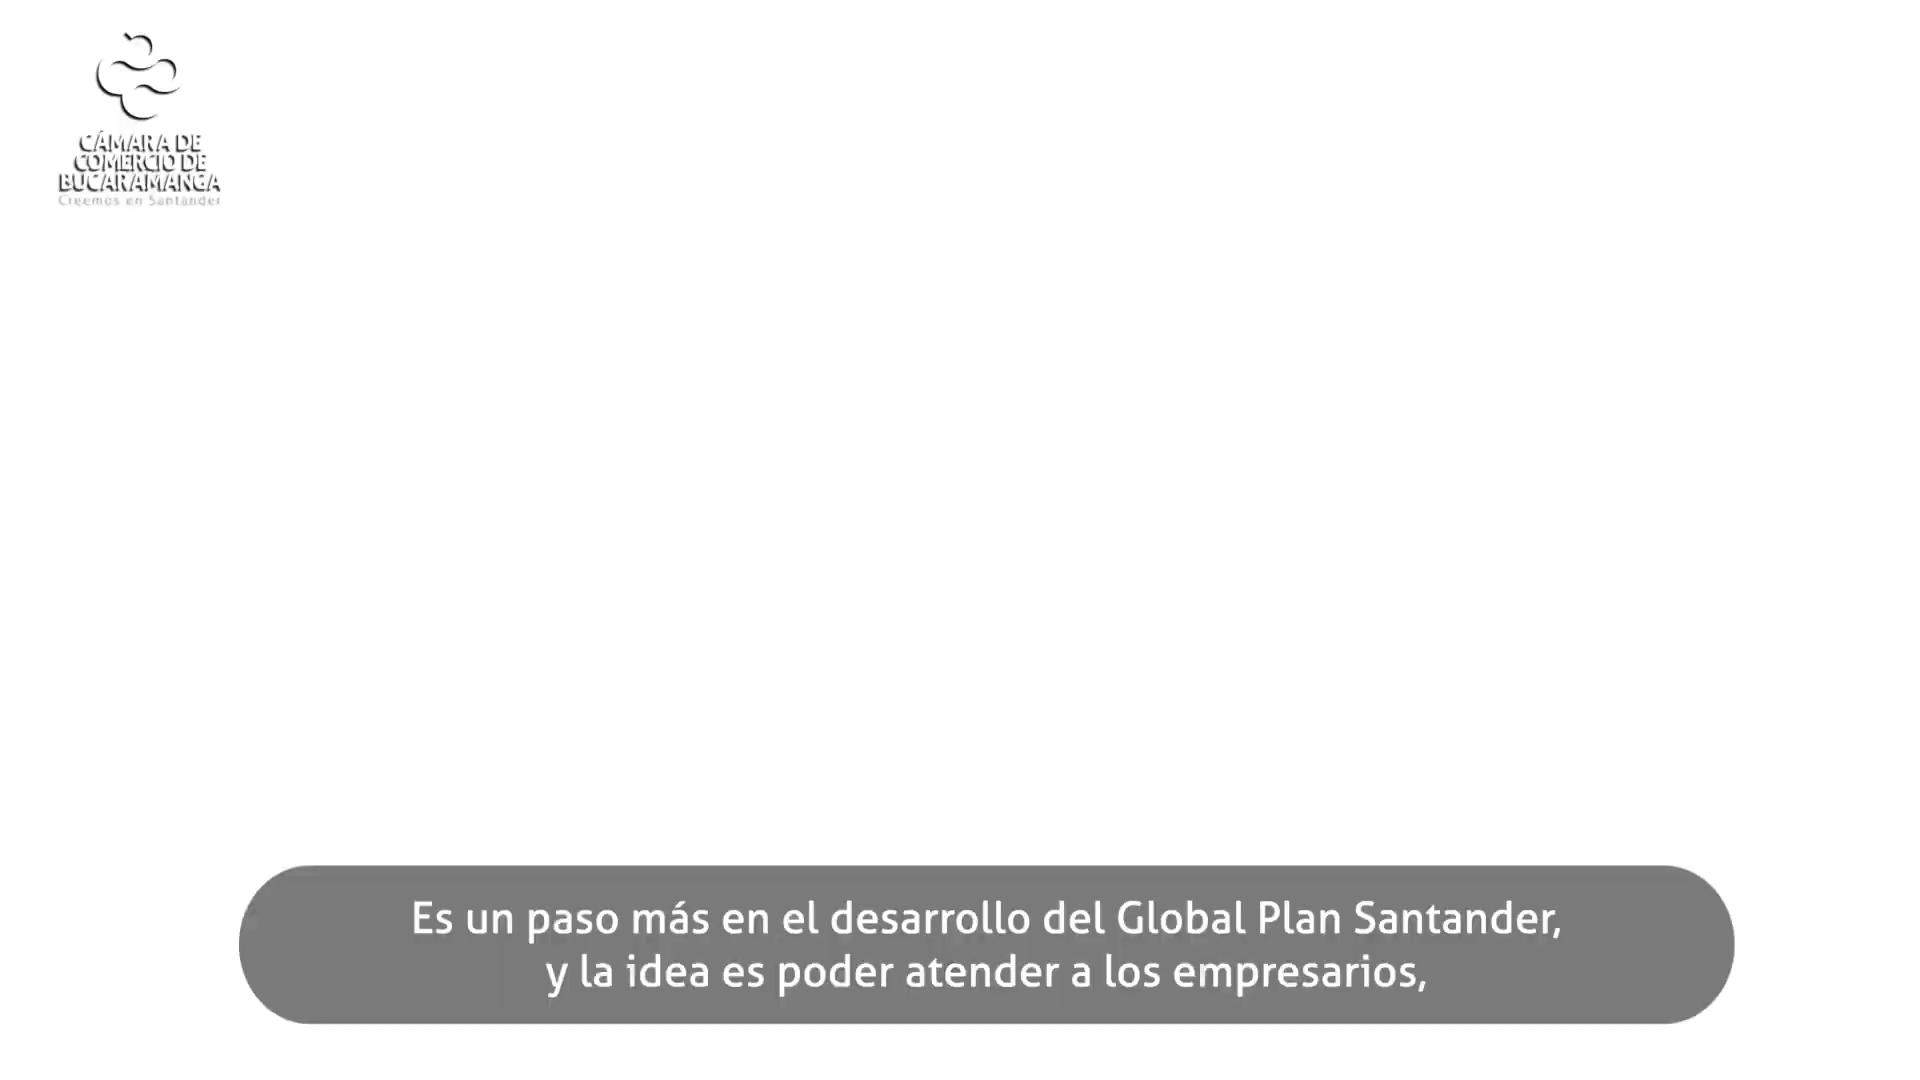 CÁMARA DE
COMERCIO DE
BUCARAMANGA
Creemos en Santander
Es un paso más en el desarrollo del Global Plan Santander,
y la idea es poder atender a los empresarios,